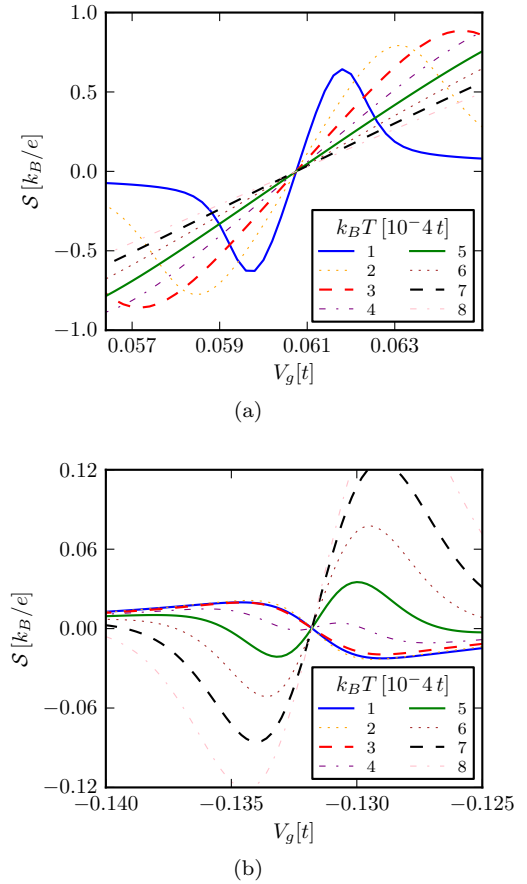 1.0
0.5
0.0
−0.5
−1.0
S [k_B/e]
k_BT [10⁻4 t]
1 5
2 6
3 7
4 8
0.057 0.059 0.061 0.063
V_g[t]
(a)
0.12
0.06
0.00
−0.06
−0.12
S [k_B/e]
k_BT [10⁻4 t]
1 5
2 6
3 7
4 8
−0.140 −0.135 −0.130 −0.125
V_g[t]
(b)